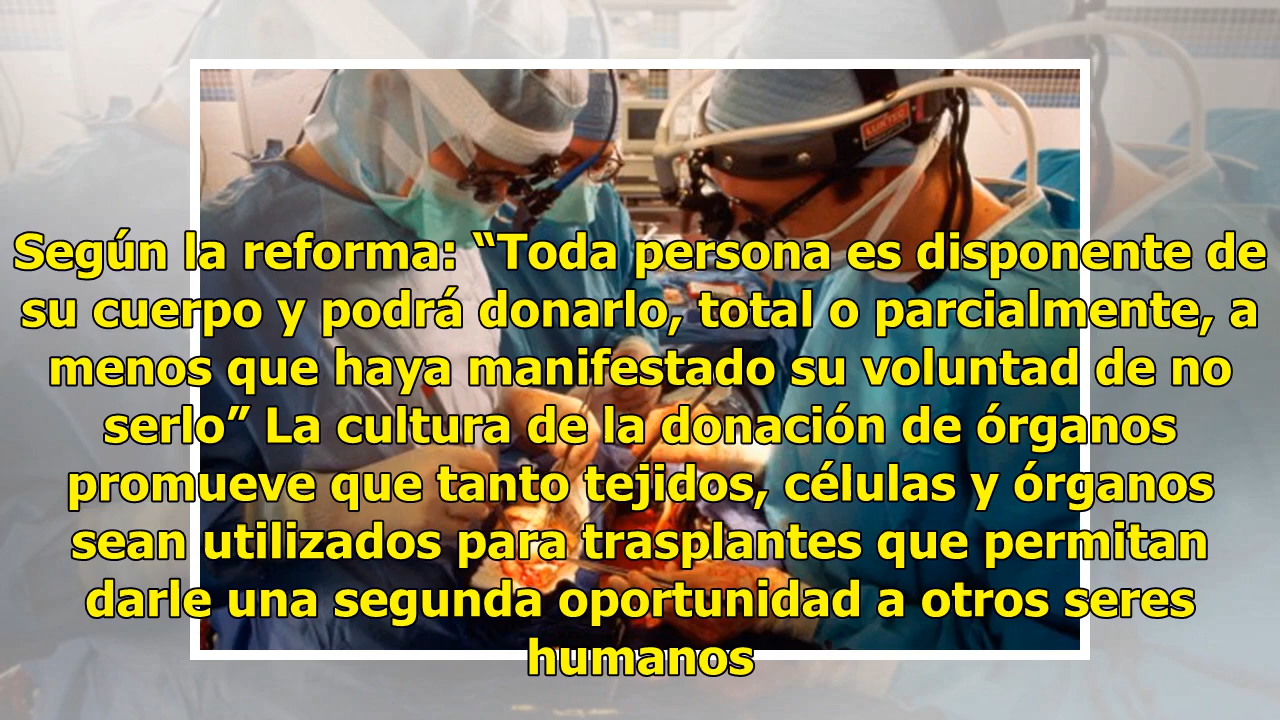 LUXTEC
Según la reforma: “Toda persona es disponente de
su cuerpo y podrá donarlo, total o parcialmente, a
menos que haya manifestado su voluntad de no
serlo” La cultura de la donación de órganos
promueve que tanto tejidos, células y órganos
sean utilizados para trasplantes que permitan
darle una segunda oportunidad a otros seres
humanos